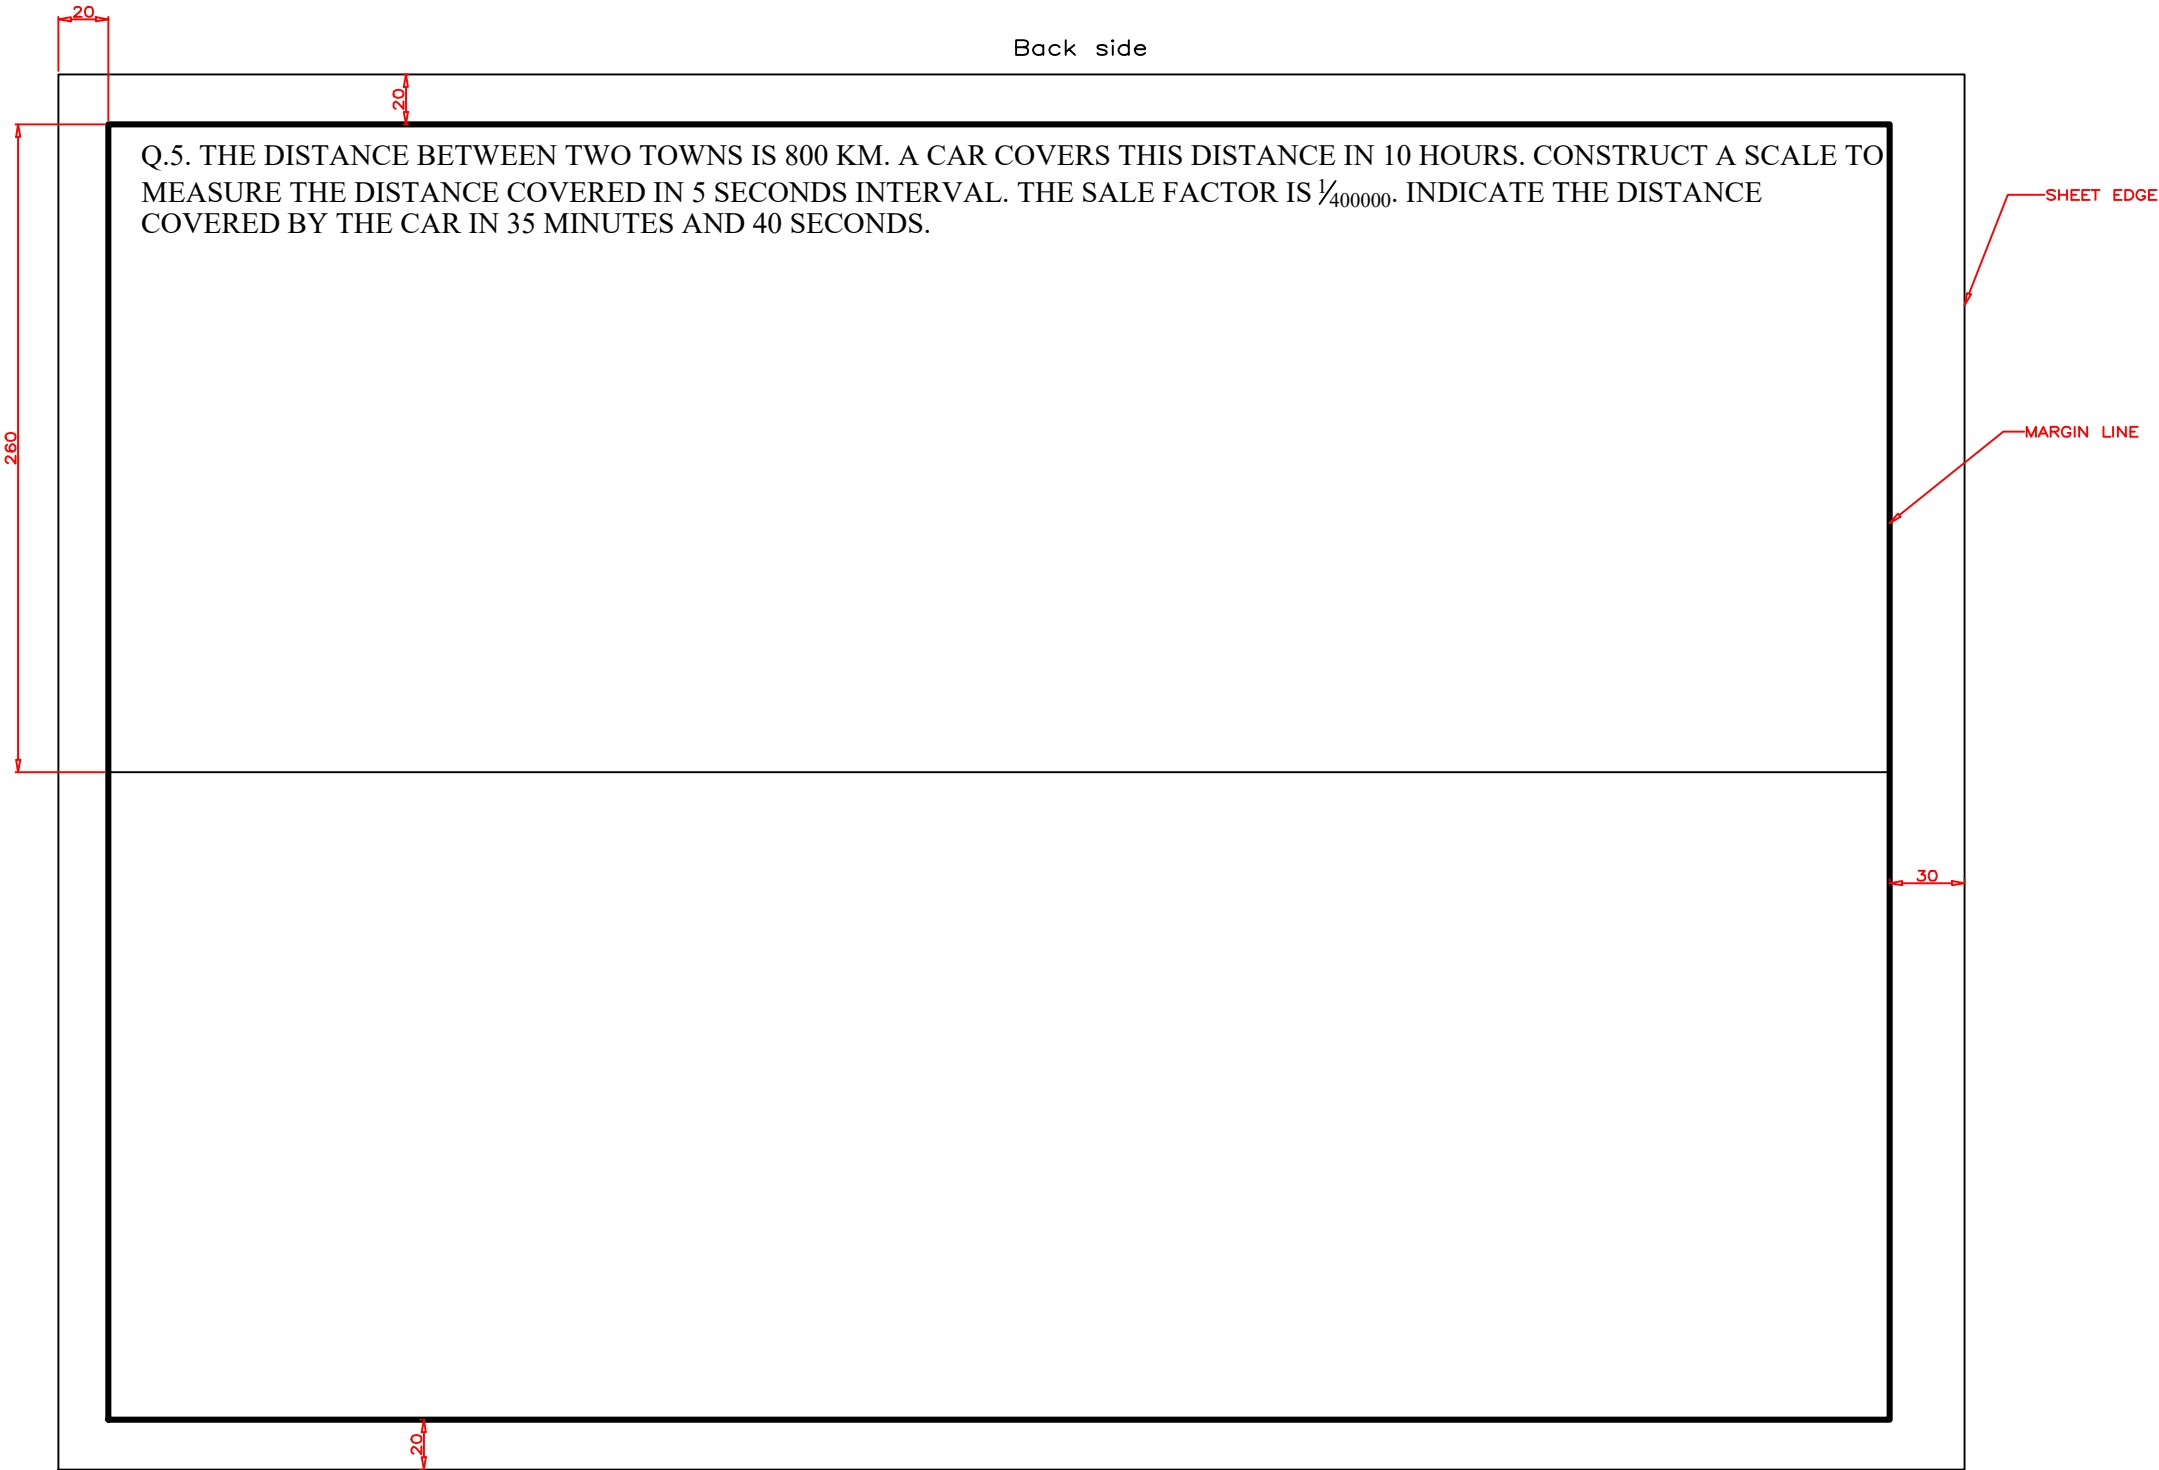 20
Back side
20
Q.5. THE DISTANCE BETWEEN TWO TOWNS IS 800 KM. A CAR COVERS THIS DISTANCE IN 10 HOURS. CONSTRUCT A SCALE TO
MEASURE THE DISTANCE COVERED IN 5 SECONDS INTERVAL. THE SALE FACTOR IS 1/400000. INDICATE THE DISTANCE
COVERED BY THE CAR IN 35 MINUTES AND 40 SECONDS.
SHEET EDGE
MARGIN LINE
260
30
20